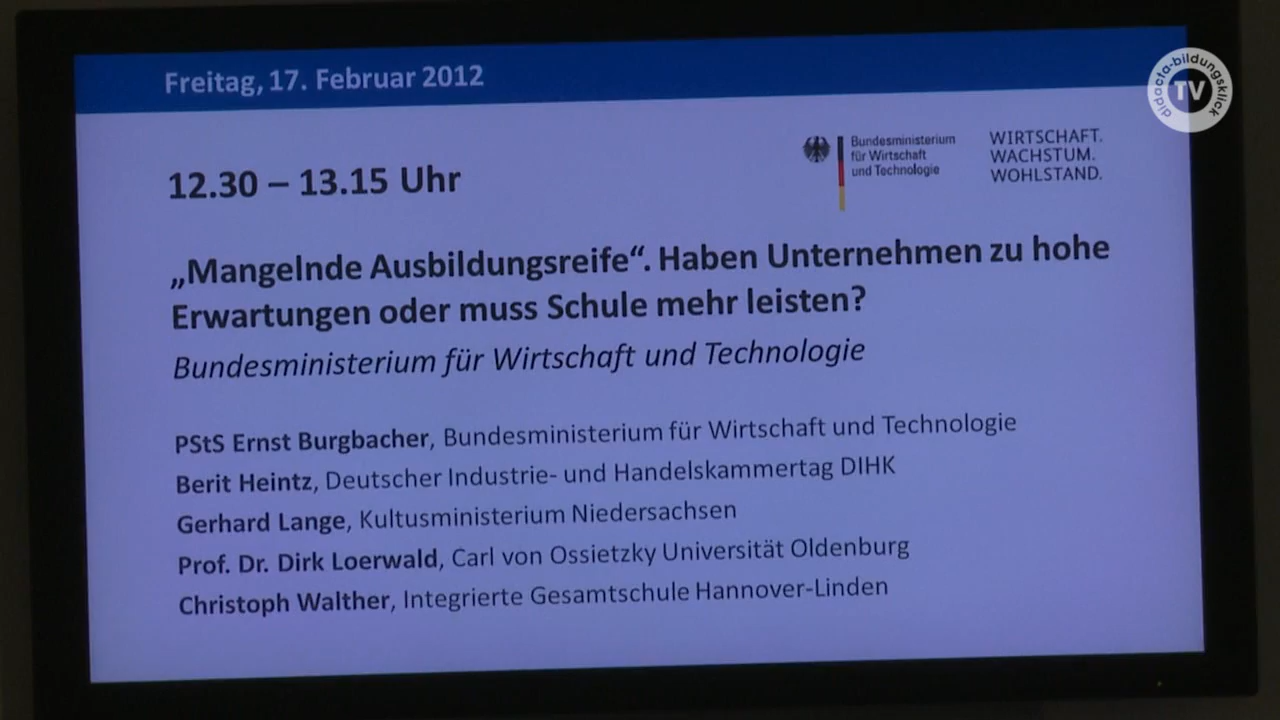 Freitag, 17. Februar 2012
didacta-bildungsklick
TV
12.30 – 13.15 Uhr
Bundesministerium
für Wirtschaft
und Technologie
WIRTSCHAFT.
WACHSTUM.
WOHLSTAND.
„Mangelnde Ausbildungsreife“. Haben Unternehmen zu hohe
Erwartungen oder muss Schule mehr leisten?
Bundesministerium für Wirtschaft und Technologie
PStS Ernst Burgbacher, Bundesministerium für Wirtschaft und Technologie
Berit Heintz, Deutscher Industrie- und Handelskammertag DIHK
Gerhard Lange, Kultusministerium Niedersachsen
Prof. Dr. Dirk Loerwald, Carl von Ossietzky Universität Oldenburg
Christoph Walther, Integrierte Gesamtschule Hannover-Linden